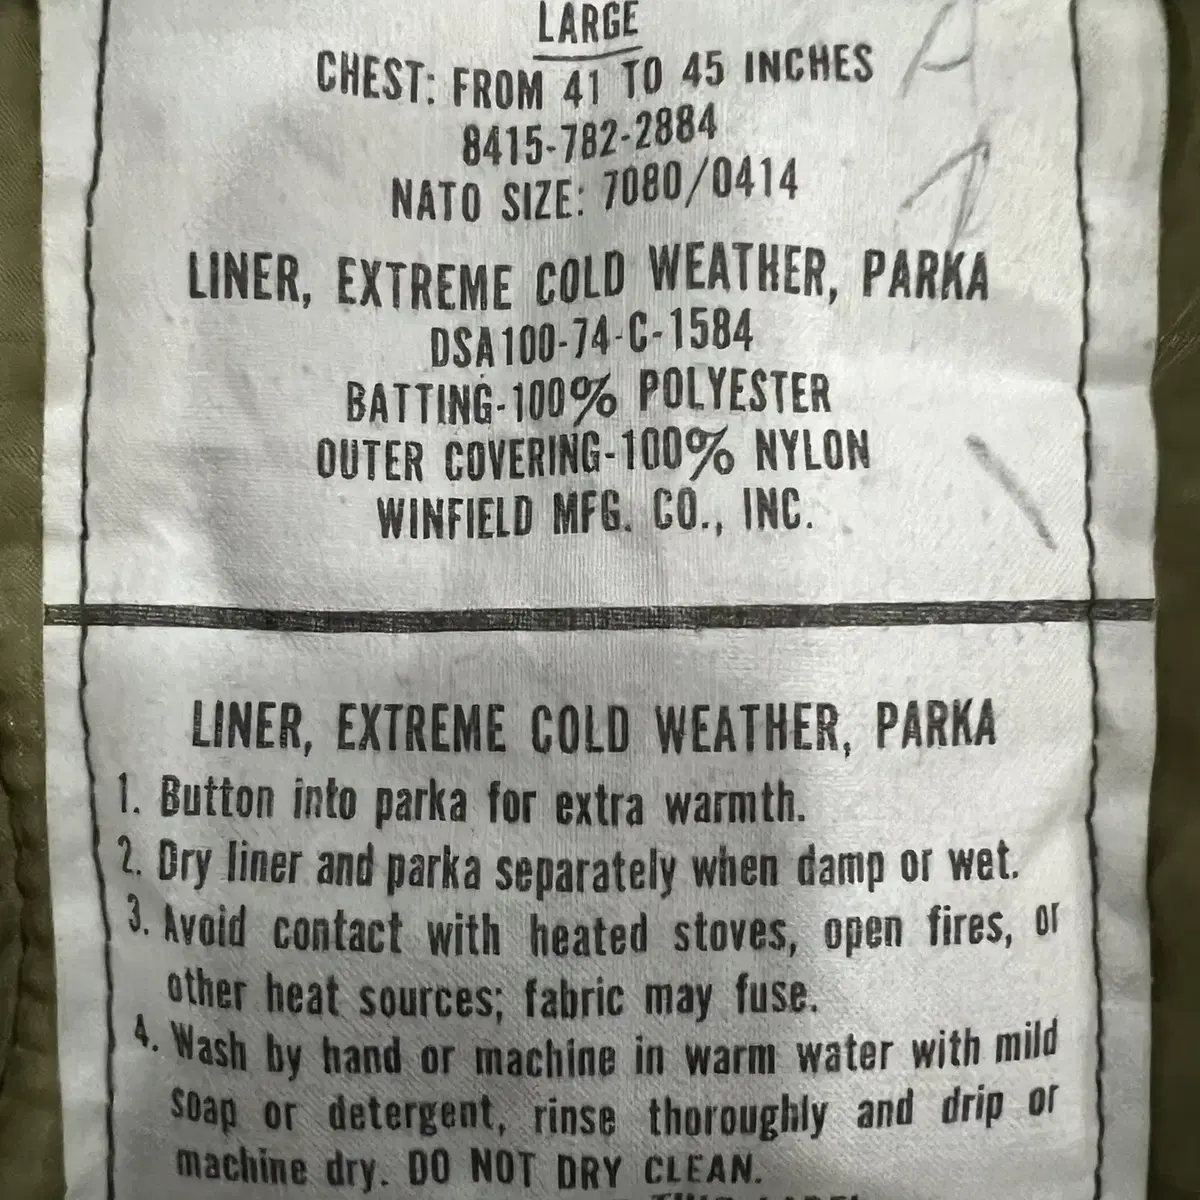 LARGE
CHEST: FROM 41 TO 45 INCHES
8415-782-2884
NATO SIZE: 7080/0414
LINER, EXTREME COLD WEATHER, PARKA
DSA100-74-C-1584
BATTING-100% POLYESTER
OUTER COVERING-100% NYLON
WINFIELD MFG. CO., INC.
LINER, EXTREME COLD WEATHER, PARKA
1. Button into parka for extra warmth.
2. Dry liner and parka separately when damp or wet.
3. Avoid contact with heated stoves, open fires, or
other heat sources; fabric may fuse.
4. Wash by hand or machine in warm water with mild
soap or detergent, rinse thoroughly and drip or
machine dry. DO NOT DRY CLEAN.